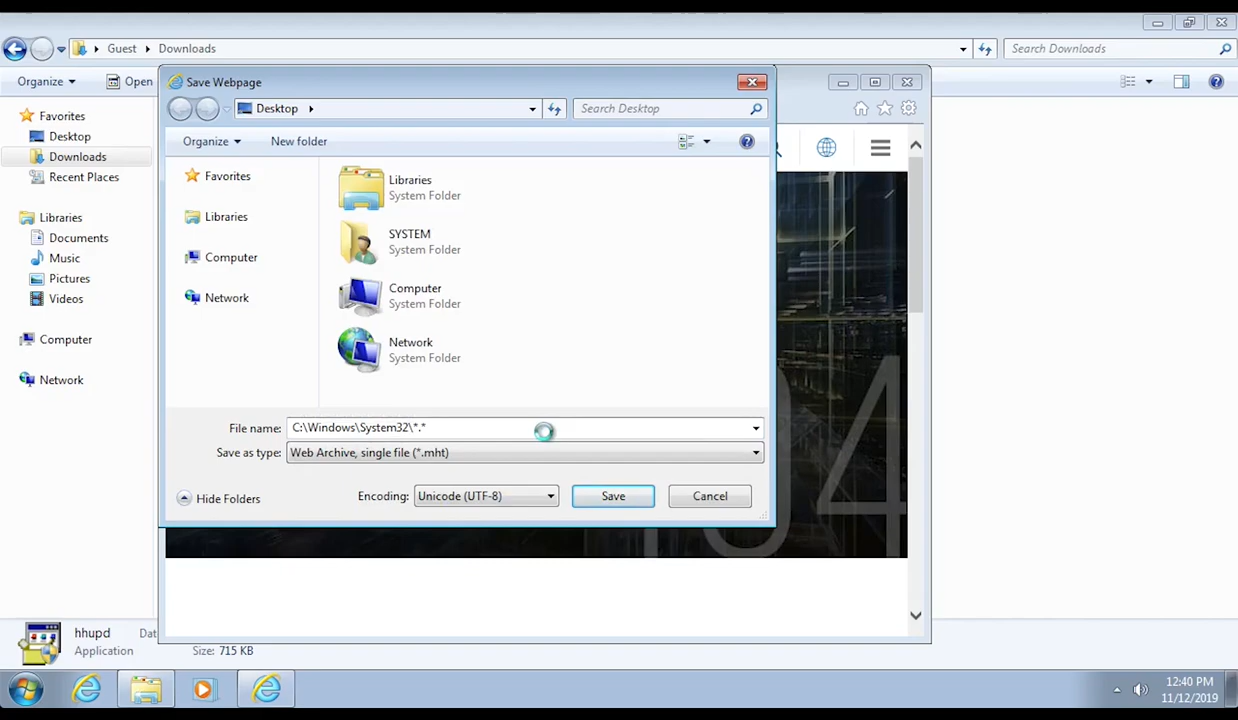 Guest
Downloads
Search Downloads
Organize
Open
Save Webpage
Desktop
Search Desktop
Organize
New folder
Favorites
Desktop
Downloads
Recent Places
Libraries
Documents
Music
Pictures
Videos
Computer
Network
Favorites
Libraries
Computer
Network
Libraries
System Folder
SYSTEM
System Folder
Computer
System Folder
Network
System Folder
File name: C:\Windows\System32\*.*
Save as type: Web Archive, single file (*.mht)
Hide Folders
Encoding: Unicode (UTF-8)
Save
Cancel
04
hhupd
Dat
Application
Size: 715 KB
12:40 PM
11/12/2019